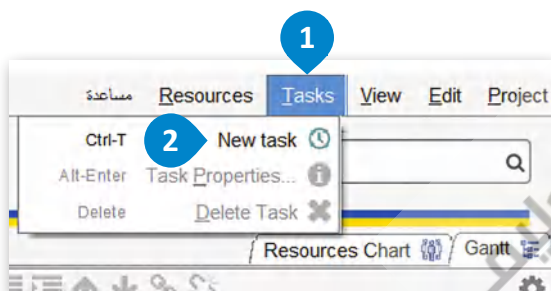 1
مساعدة Resources Tasks View Edit Project
Ctrl-T 2 New task
Alt-Enter Task Properties...
Delete Delete Task
Resources Chart Gantt